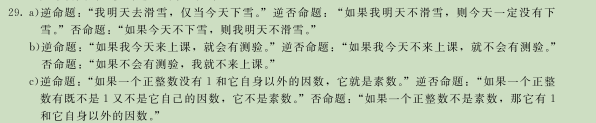 29. a)逆命题：“我明天去滑雪，仅当今天下雪。”逆否命题：“如果我明天不滑雪，则今天一定没有下
雪。”否命题：“如果今天不下雪，则我明天不滑雪。”
b)逆命题：“如果我今天来上课，就会有测验。”逆否命题：“如果我今天不来上课，就不会有测验。”
否命题：“如果不会有测验，我就不来上课。”
c)逆命题：“如果一个正整数没有1和它自身以外的因数，它就是素数。”逆否命题：“如果一个正整
数有既不是1又不是它自己的因数，它不是素数。”否命题：“如果一个正整数不是素数，那它有1
和它自身以外的因数。”